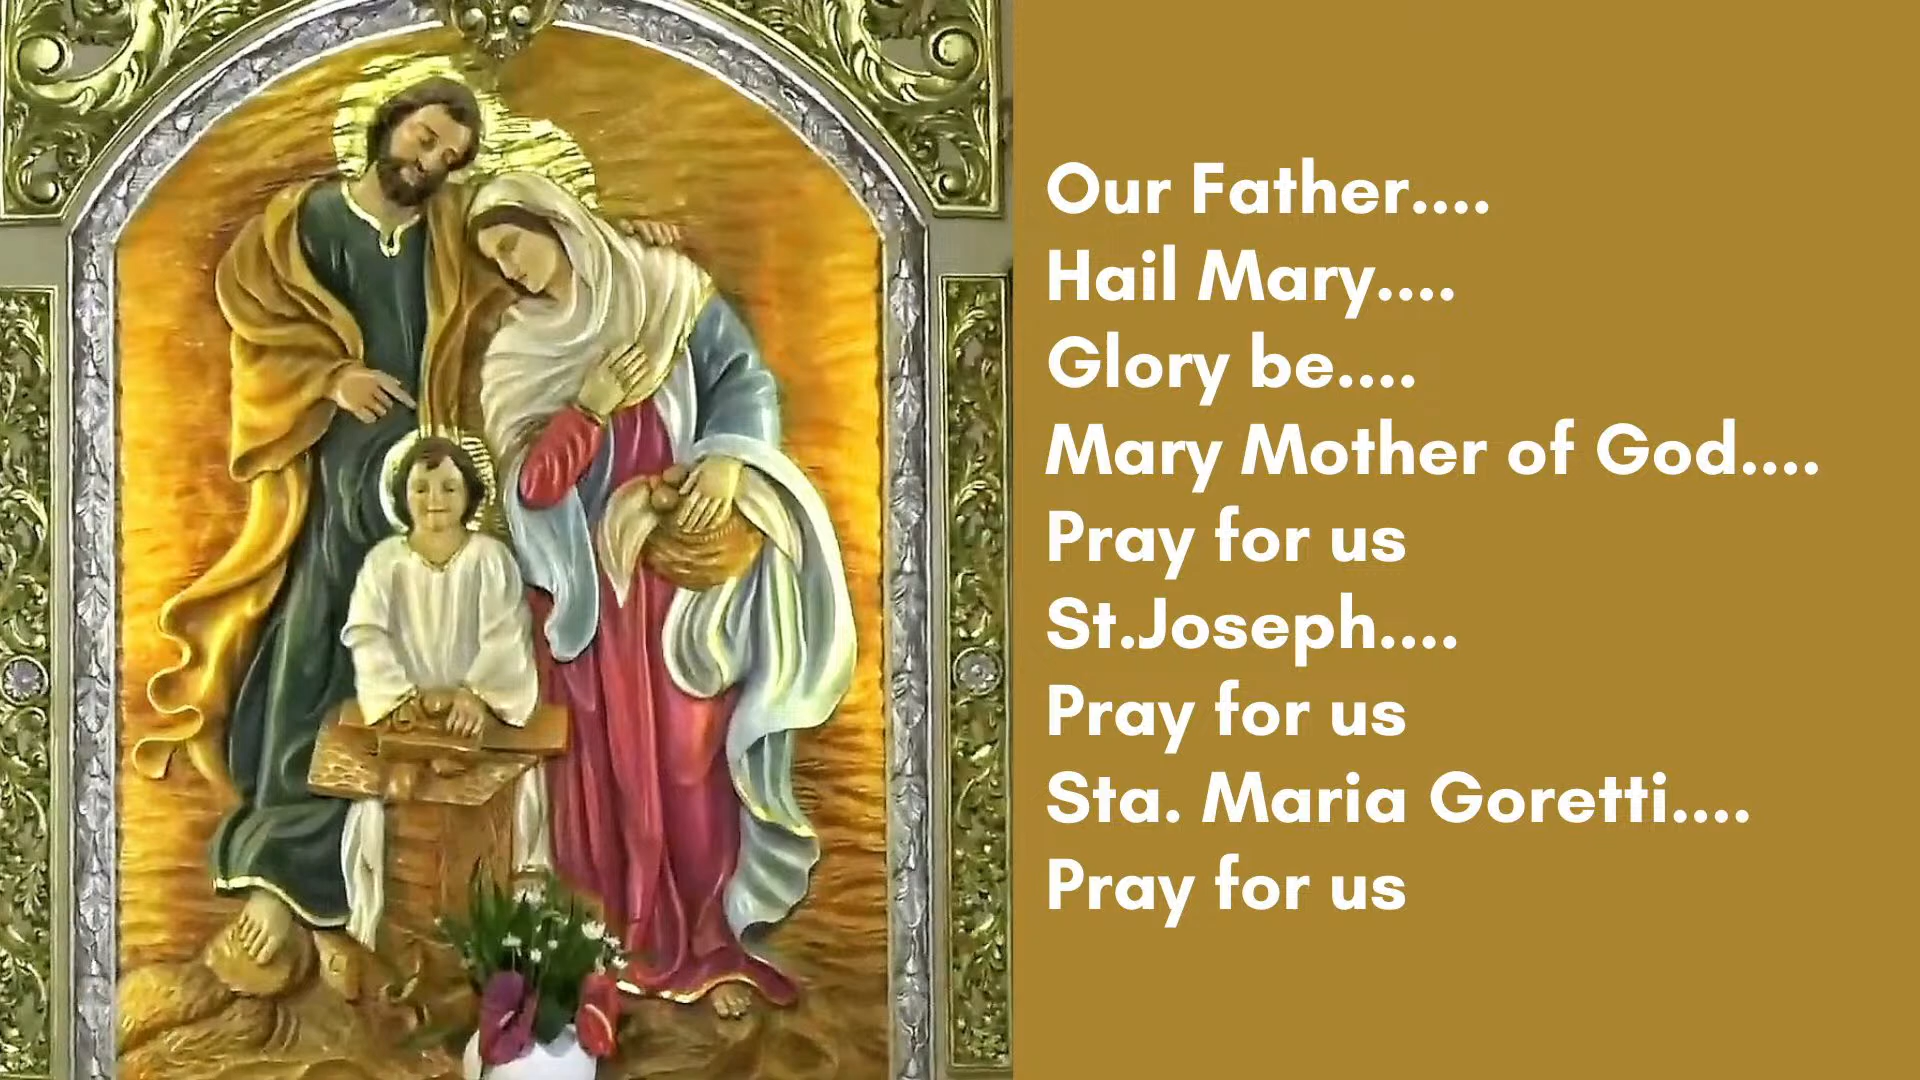 Our Father....
Hail Mary....
Glory be....
Mary Mother of God....
Pray for us
St.Joseph....
Pray for us
Sta. Maria Goretti....
Pray for us